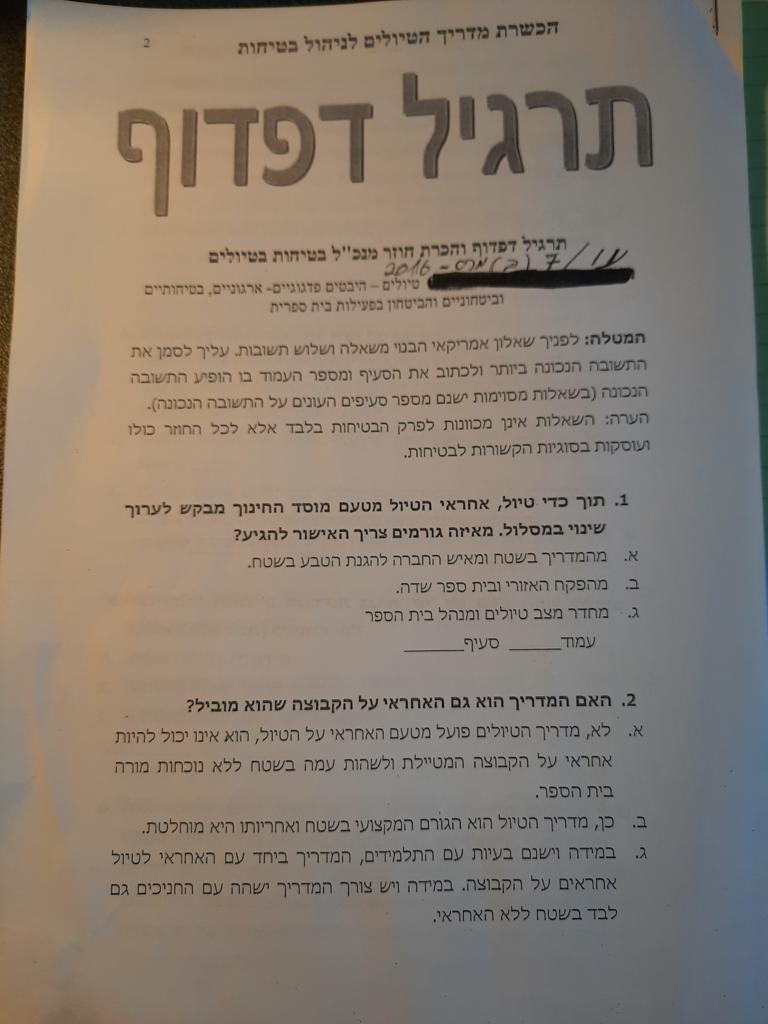 הכשרת מדריך הטיולים לניהול בטיחות 2
תרגיל דפדוף
תרגיל דפדוף והכרת חוזר מנכ"ל בטיחות בטיולים
עו/7 (ב) מרס - 2016
טיולים – היבטים פדגוגיים- ארגוניים, בטיחותיים
וביטחוניים והביטחון בפעילות בית ספרית
המטלה: לפניך שאלון אמריקאי הבנוי משאלה ושלוש תשובות. עליך לסמן את
התשובה הנכונה ביותר ולכתוב את הסעיף ומספר העמוד בו הופיע התשובה
הנכונה (בשאלות מסוימות ישנם מספר סעיפים העונים על התשובה הנכונה).
הערה: השאלות אינן מכוונות לפרק הבטיחות בלבד אלא לכל החוזר כולו
ועוסקות בסוגיות הקשורות לבטיחות.
1. תוך כדי טיול, אחראי הטיול מטעם מוסד החינוך מבקש לערוך
שינוי במסלול. מאיזה גורמים צריך האישור להגיע?
א. מהמדריך בשטח ומאיש החברה להגנת הטבע בשטח.
ב. מהפקח האזורי ובית ספר שדה.
ג. מחדר מצב טיולים ומנהל בית הספר
עמוד______ סעיף_______
2. האם המדריך הוא גם האחראי על הקבוצה שהוא מוביל?
א. לא, מדריך הטיולים פועל מטעם האחראי על הטיול, הוא אינו יכול להיות
אחראי על הקבוצה המטיילת ולשהות עמה בשטח ללא נוכחות מורה
בית הספר.
ב. כן, מדריך הטיול הוא הגורם המקצועי בשטח ואחריותו היא מוחלטת.
ג. במידה וישנם בעיות עם התלמידים, המדריך ביחד עם האחראי לטיול
אחראים על הקבוצה. במידה ויש צורך המדריך ישהה עם החניכים גם
לבד בשטח ללא האחראי.